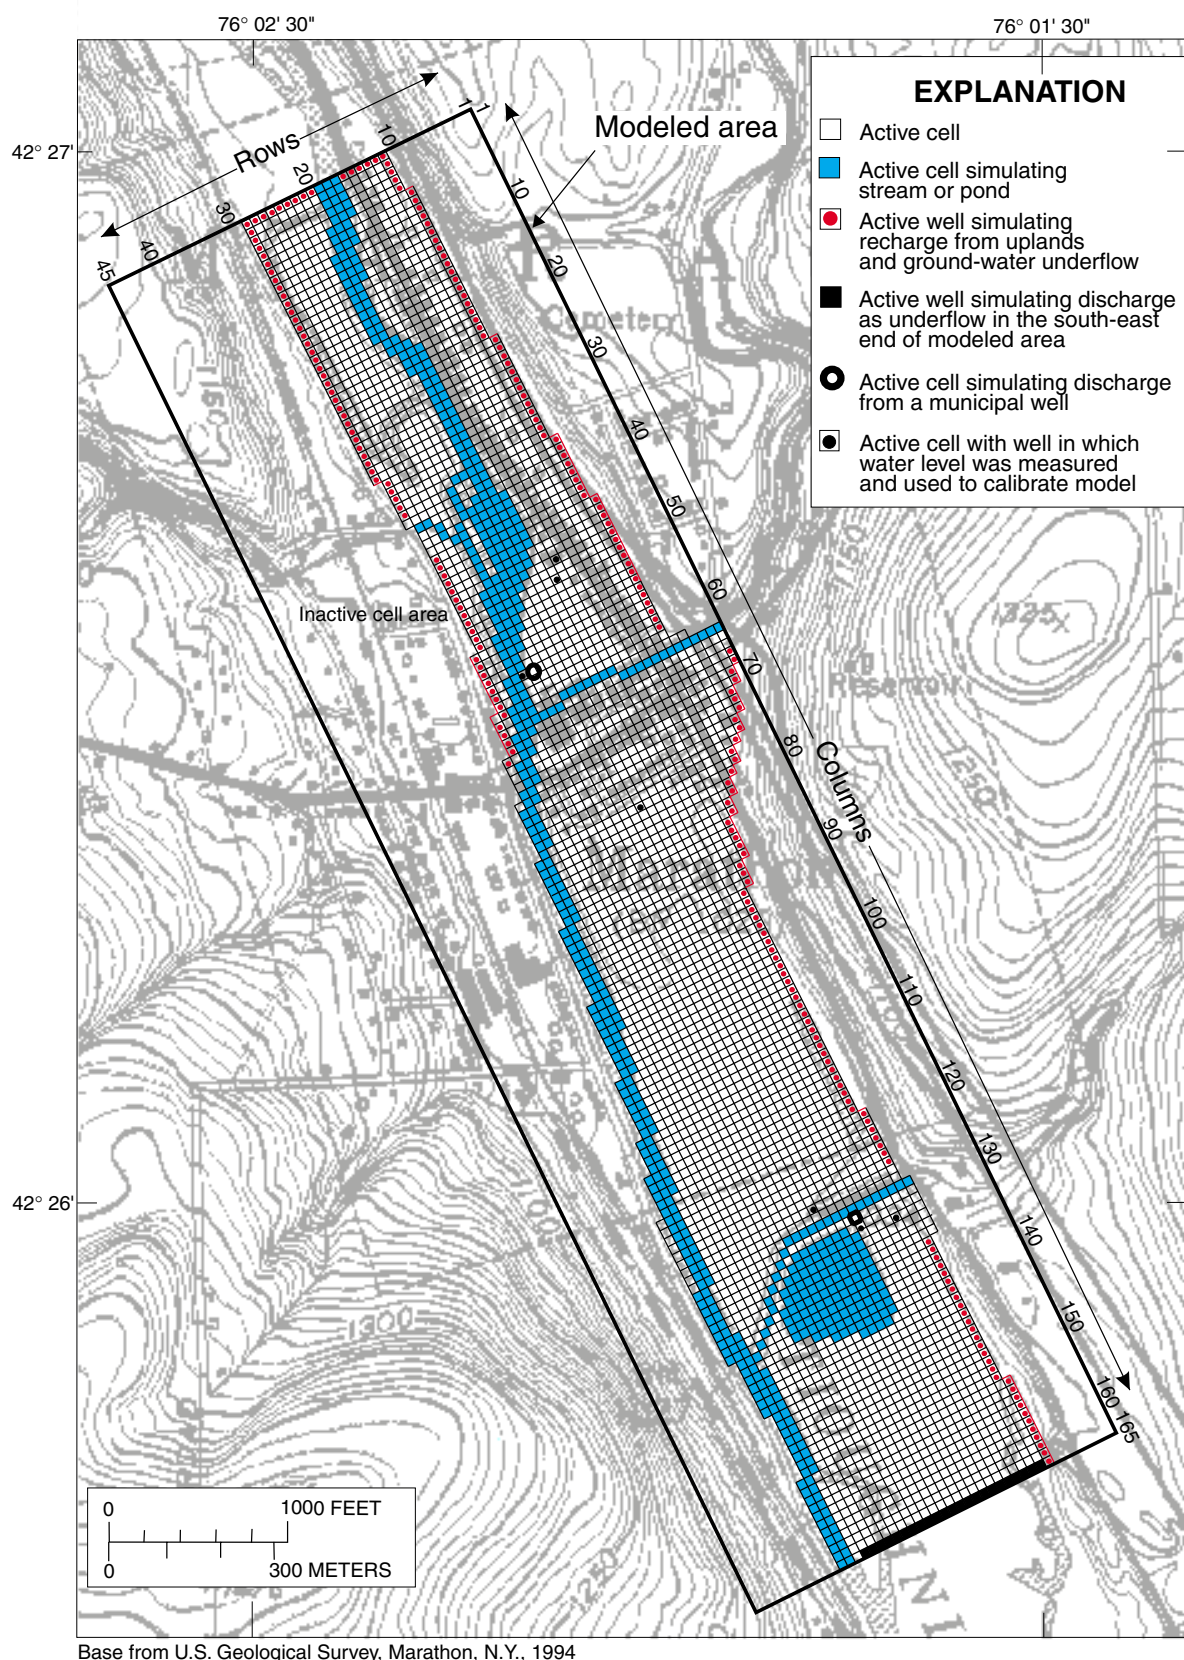 76° 02' 30"
76° 01' 30"
42° 27'
42° 26'
EXPLANATION
Active cell
Active cell simulating
stream or pond
Active well simulating
recharge from uplands
and ground-water underflow
Active well simulating discharge
as underflow in the south-east
end of modeled area
Active cell simulating discharge
from a municipal well
Active cell with well in which
water level was measured
and used to calibrate model
Modeled area
Rows
1
10
20
30
40
45
Columns
1
10
20
30
40
50
60
70
80
90
100
110
120
130
140
150
160
165
Cemetery
Inactive cell area
1150
1325
1600
1250
0
1000 FEET
0
300 METERS
Base from U.S. Geological Survey, Marathon, N.Y., 1994